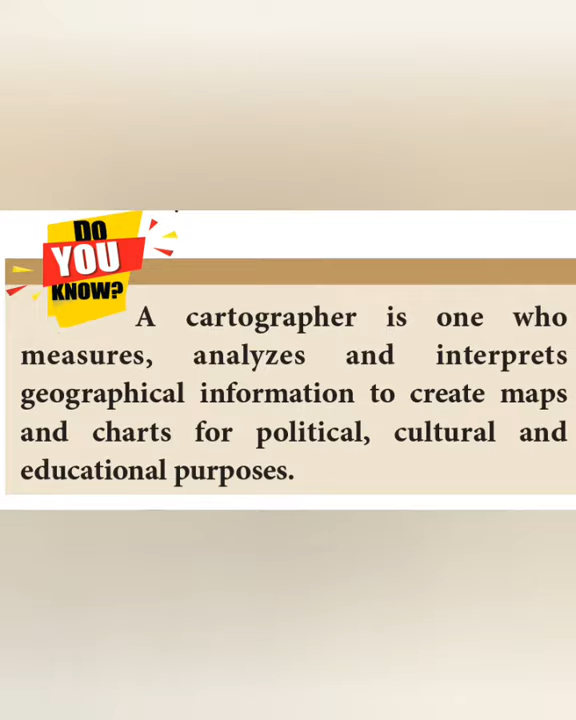 DO
YOU
KNOW?
A cartographer is one who
measures, analyzes and interprets
geographical information to create maps
and charts for political, cultural and
educational purposes.